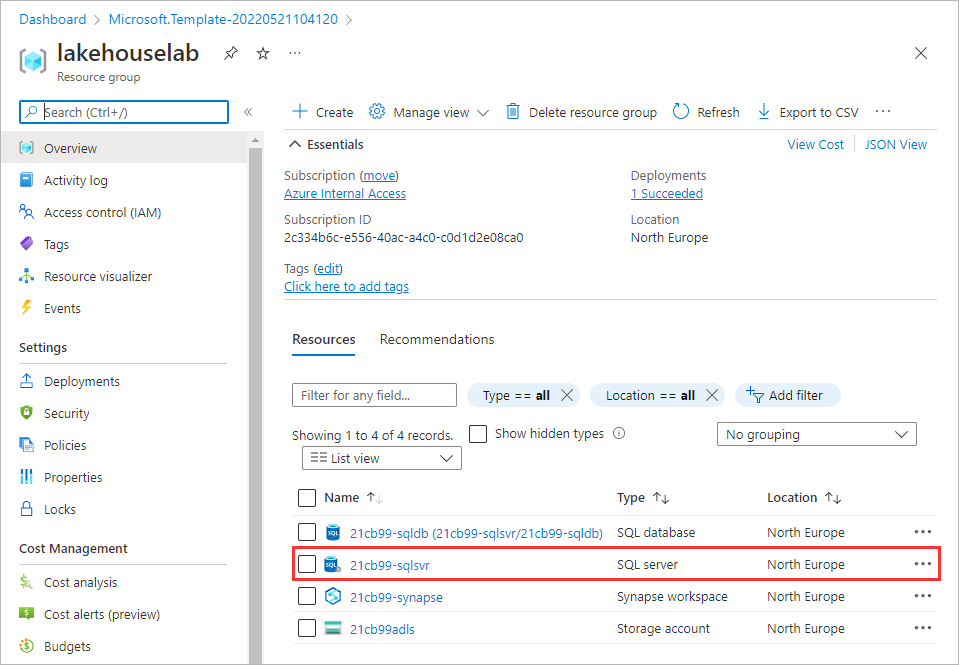 Dashboard > Microsoft.Template-20220521104120 >
lakehouselab
Resource group
Search (Ctrl+/)
«
Overview
Activity log
Access control (IAM)
Tags
Resource visualizer
Events
Settings
Deployments
Security
Policies
Properties
Locks
Cost Management
Cost analysis
Cost alerts (preview)
Budgets
Create Manage view Delete resource group Refresh Export to CSV ...
Essentials View Cost JSON View
Subscription (move)
Azure Internal Access
Subscription ID
2c334b6c-e556-40ac-a4c0-c0d1d2e08ca0
Tags (edit)
Click here to add tags
Deployments
1 Succeeded
Location
North Europe
Resources Recommendations
Filter for any field... Type == all Location == all Add filter
Showing 1 to 4 of 4 records. Show hidden types No grouping
List view
Name Type Location
21cb99-sqldb (21cb99-sqlsvr/21cb99-sqldb) SQL database North Europe ...
21cb99-sqlsvr SQL server North Europe ...
21cb99-synapse Synapse workspace North Europe ...
21cb99adls Storage account North Europe ...